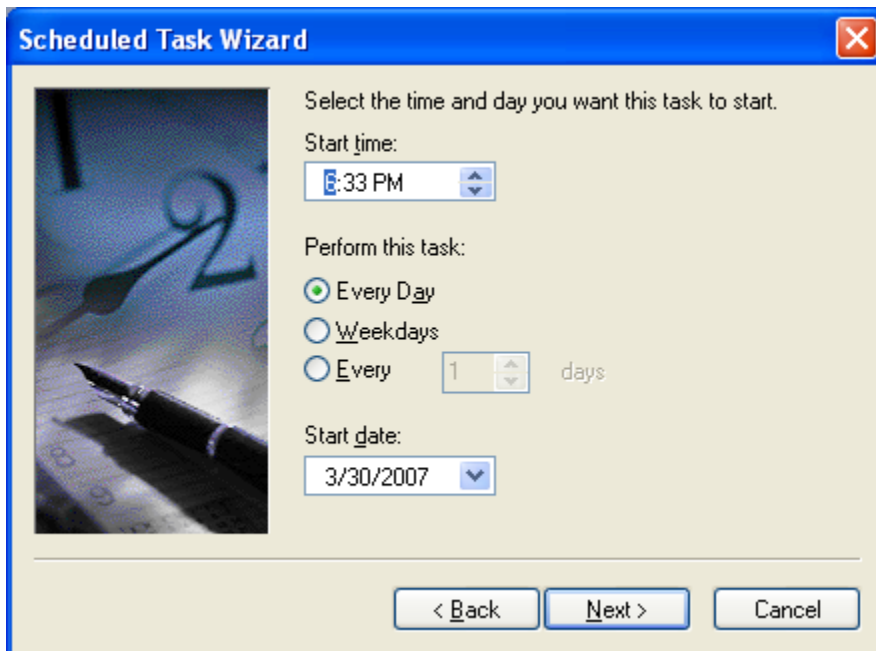 Scheduled Task Wizard
Select the time and day you want this task to start.
Start time:
6:33 PM
Perform this task:
Every Day
Weekdays
Every 1 days
Start date:
3/30/2007
< Back Next > Cancel